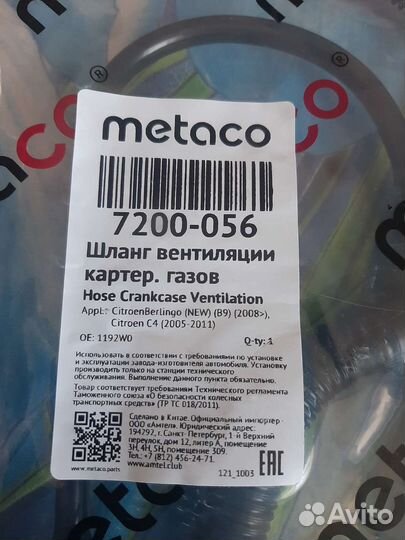 metaco
7200-056
Шланг вентиляции
картер. газов
Hose Crankcase Ventilation
Appl.: CitroenBerlingo (NEW) (B9) (2008>),
Citroen C4 (2005-2011)
OE: 1192W0 Q-ty: 1
Использовать в соответствии с требованиями по установке
и эксплуатации завода-изготовителя автомобиля. Установку
производить только на станции технического
обслуживания. Выполнение данного пункта обязательно.
Товар соответствует требованиям Технического регламента
Таможенного союза «О безопасности колесных
транспортных средств» (ТР ТС 018/2011).
Сделано в Китае. Официальный импортер-
ООО «Амтел». Юридический адрес:
194292, г. Санкт-Петербург, 1-й Верхний
переулок, дом 12, литер А, помещение
3Н, 4Н, 5Н, помещение 309.
Тел.: +7 (812) 456-24-71.
www.metaco.parts www.amtel.club 121_1003
EAC
Avito